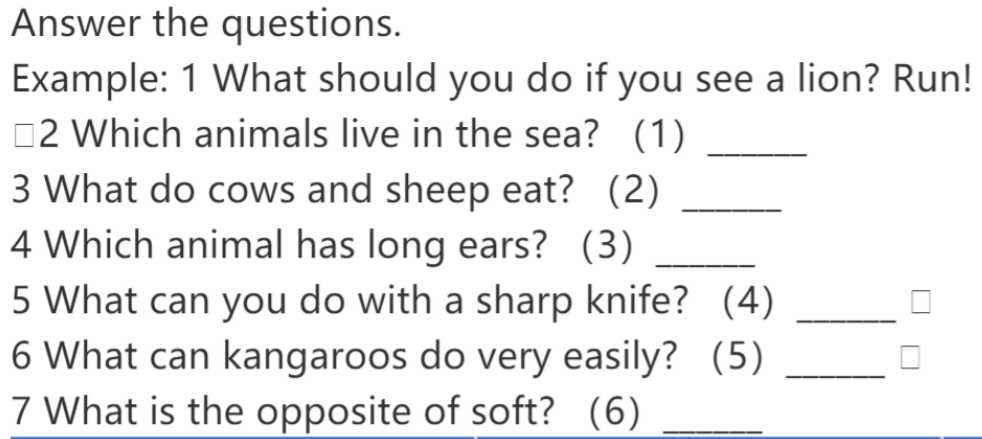 Answer the questions.
Example: 1 What should you do if you see a lion? Run!
□2 Which animals live in the sea? (1) ______
3 What do cows and sheep eat? (2) ______
4 Which animal has long ears? (3) ______
5 What can you do with a sharp knife? (4) ______ □
6 What can kangaroos do very easily? (5) ______ □
7 What is the opposite of soft? (6) ______